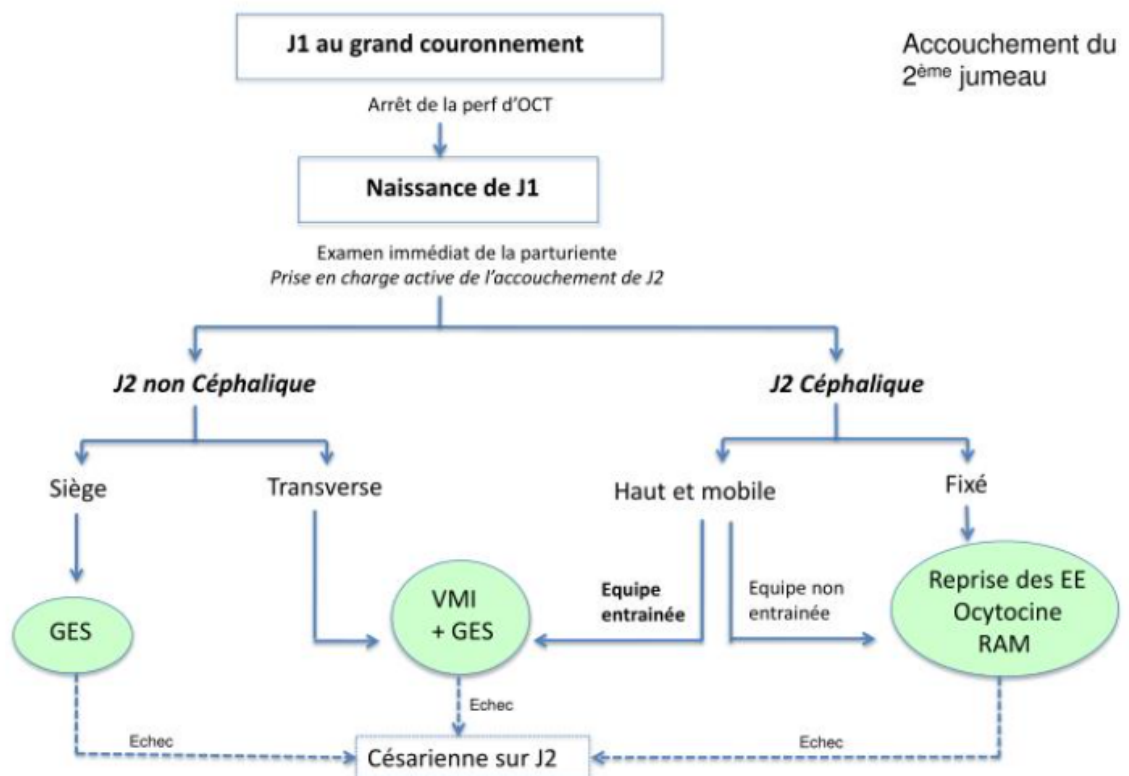 J1 au grand couronnement
Accouchement du
2ème jumeau
Arrêt de la perf d'OCT
Naissance de J1
Examen immédiat de la parturiente
Prise en charge active de l'accouchement de J2
J2 non Céphalique
J2 Céphalique
Siège
Transverse
Haut et mobile
Fixé
GES
VMI
+ GES
Equipe
entrainée
Equipe non
entrainée
Reprise des EE
Ocytocine
RAM
Echec
Echec
Echec
Césarienne sur J2